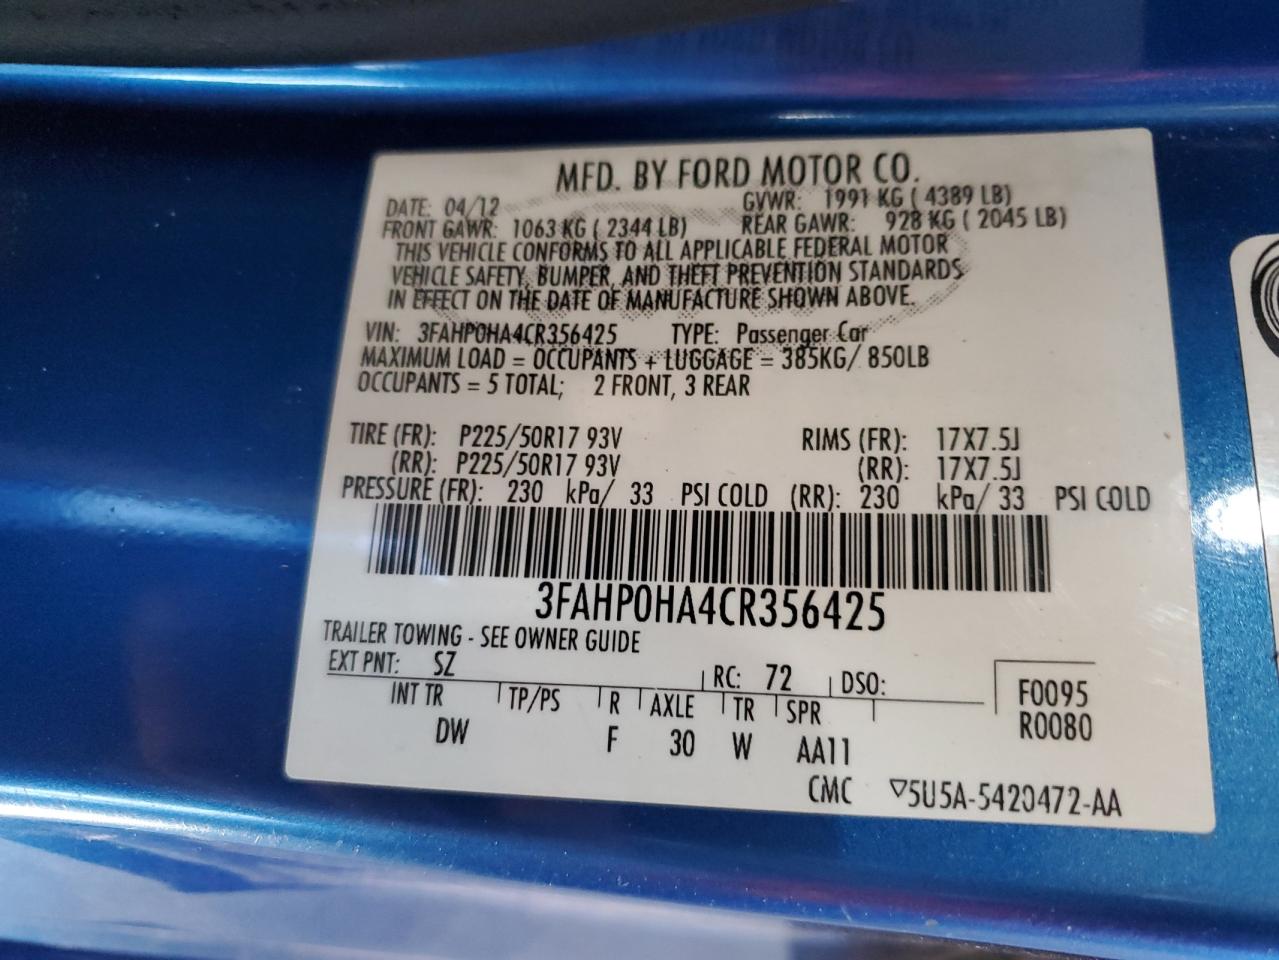 MFD. BY FORD MOTOR CO.
DATE: 04/12 GVWR: 1991 KG ( 4389 LB)
FRONT GAWR: 1063 KG ( 2344 LB) REAR GAWR: 928 KG ( 2045 LB)
THIS VEHICLE CONFORMS TO ALL APPLICABLE FEDERAL MOTOR
VEHICLE SAFETY, BUMPER, AND THEFT PREVENTION STANDARDS
IN EFFECT ON THE DATE OF MANUFACTURE SHOWN ABOVE.
VIN: 3FAHP0HA4CR356425 TYPE: Passenger Car
MAXIMUM LOAD = OCCUPANTS + LUGGAGE = 385KG/ 850LB
OCCUPANTS = 5 TOTAL; 2 FRONT, 3 REAR
TIRE (FR): P225/50R17 93V RIMS (FR): 17X7.5J
(RR): P225/50R17 93V (RR): 17X7.5J
PRESSURE (FR): 230 kPa/ 33 PSI COLD (RR): 230 kPa/ 33 PSI COLD
3FAHP0HA4CR356425
TRAILER TOWING - SEE OWNER GUIDE
EXT PNT: SZ RC: 72 DSO: F0095
INT TR TP/PS R AXLE TR SPR R0080
DW F 30 W AA11
CMC ▽5U5A-5420472-AA